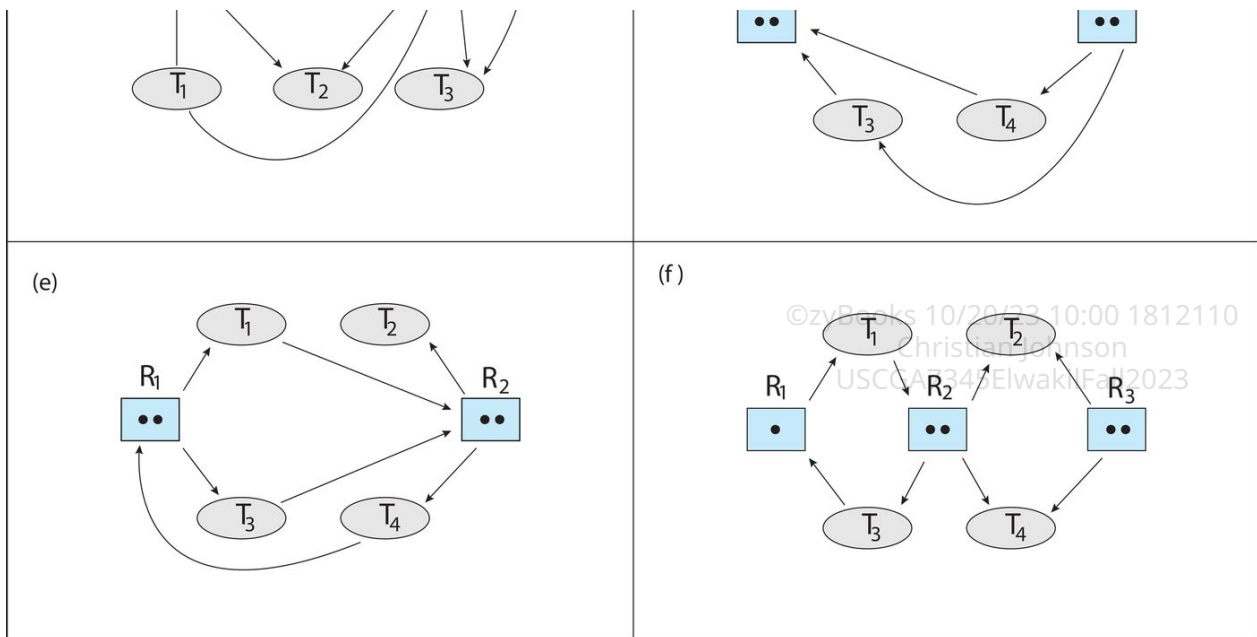 T1
T2
T3
T3
T4
(e)
T1
T2
R1
R2
T3
T4
(f)
©zyBooks 10/20/23 10:00 1812110
Christian Johnson
USCGA7345ElwakilFall2023
T1
T2
R1
R2
R3
T3
T4